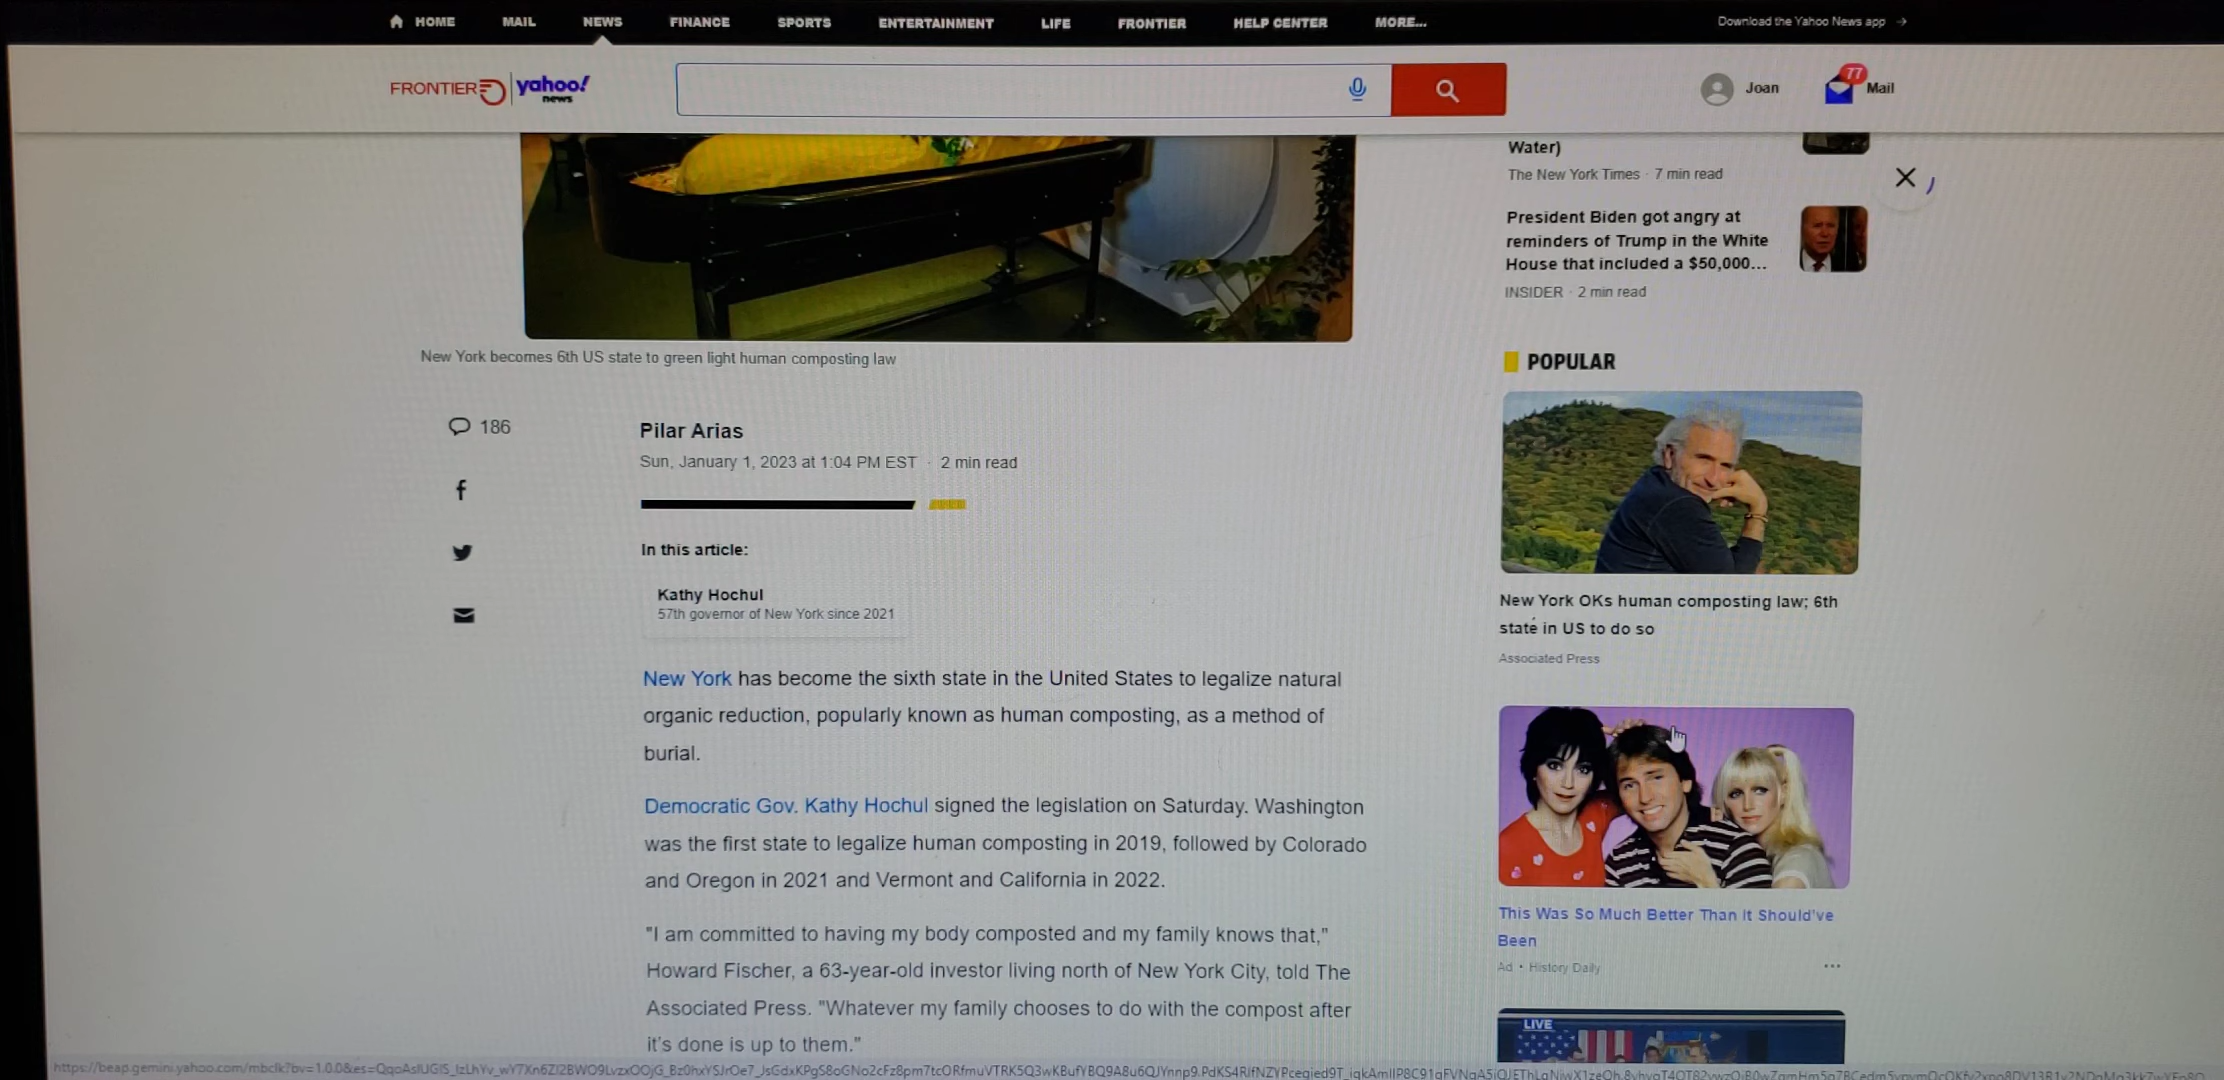 HOME MAIL NEWS FINANCE SPORTS ENTERTAINMENT LIFE FRONTIER HELP CENTER MORE... Download the Yahoo News app →
FRONTIER yahoo! news
Joan 77 Mail
Water)
The New York Times · 7 min read
President Biden got angry at
reminders of Trump in the White
House that included a $50,000...
INSIDER · 2 min read
New York becomes 6th US state to green light human composting law
186
Pilar Arias
Sun, January 1, 2023 at 1:04 PM EST · 2 min read
In this article:
Kathy Hochul
57th governor of New York since 2021
New York has become the sixth state in the United States to legalize natural
organic reduction, popularly known as human composting, as a method of
burial.
Democratic Gov. Kathy Hochul signed the legislation on Saturday. Washington
was the first state to legalize human composting in 2019, followed by Colorado
and Oregon in 2021 and Vermont and California in 2022.
"I am committed to having my body composted and my family knows that,"
Howard Fischer, a 63-year-old investor living north of New York City, told The
Associated Press. "Whatever my family chooses to do with the compost after
it's done is up to them."
POPULAR
New York OKs human composting law; 6th
state in US to do so
Associated Press
This Was So Much Better Than It Should've
Been
Ad • History Daily
LIVE